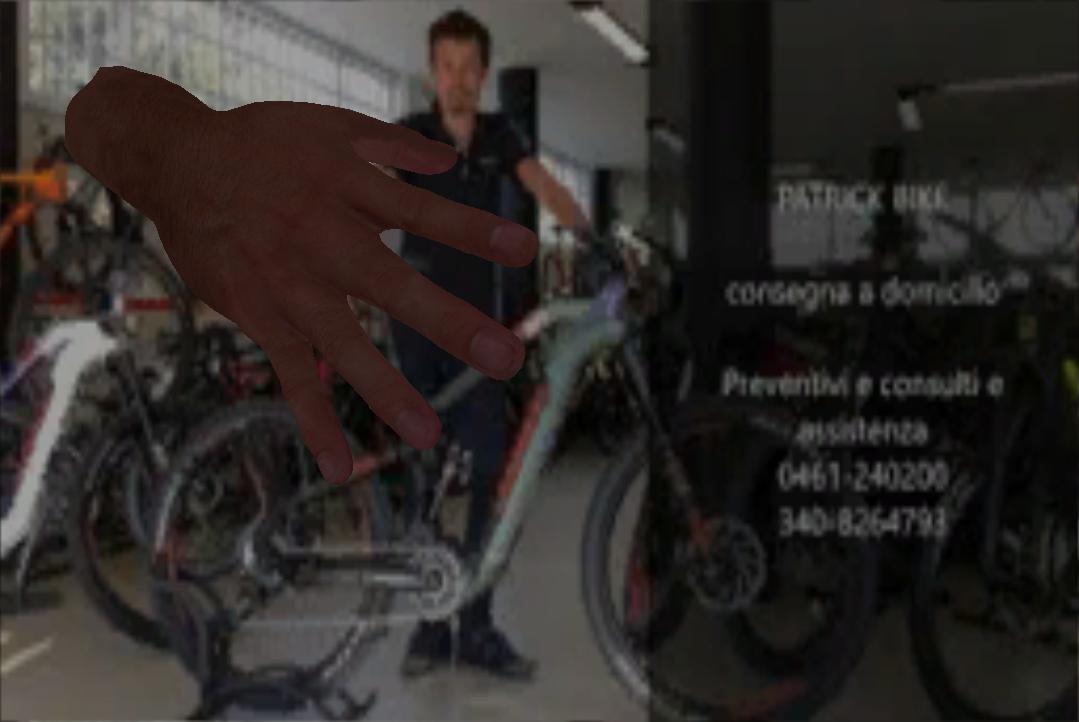 PATRICK BIKE
consegna a domicilio
Preventivi e consulti e
assistenza
0461-240200
340-8264793